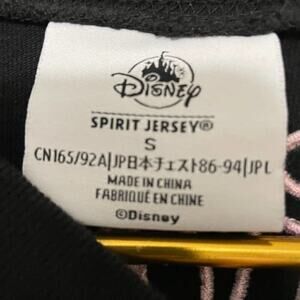 Disney
SPIRIT JERSEY®
S
CN165/92A|JP日本チェスト86-94|JPL
MADE IN CHINA
FABRIQUÉ EN CHINE
©Disney